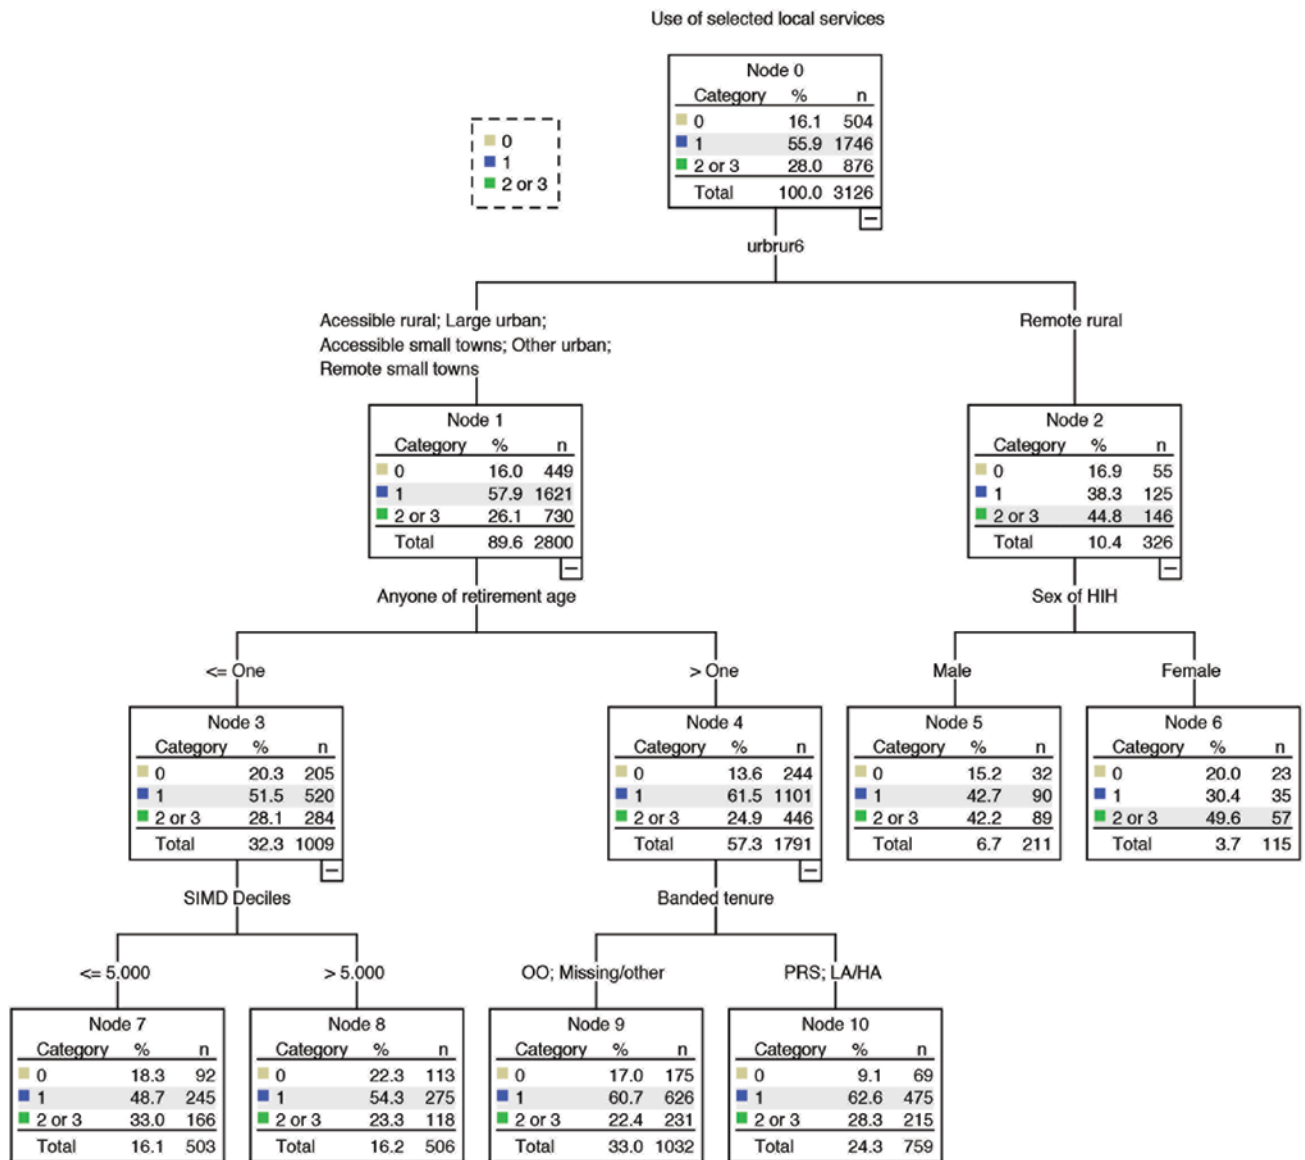 Use of selected local services
0
1
2 or 3
Node 0
Category % n
0 16.1 504
1 55.9 1746
2 or 3 28.0 876
Total 100.0 3126
urbrur6
Acessible rural; Large urban;
Accessible small towns; Other urban;
Remote small towns
Remote rural
Node 1
Category % n
0 16.0 449
1 57.9 1621
2 or 3 26.1 730
Total 89.6 2800
Node 2
Category % n
0 16.9 55
1 38.3 125
2 or 3 44.8 146
Total 10.4 326
Anyone of retirement age
Sex of HIH
<= One
> One
Male
Female
Node 3
Category % n
0 20.3 205
1 51.5 520
2 or 3 28.1 284
Total 32.3 1009
Node 4
Category % n
0 13.6 244
1 61.5 1101
2 or 3 24.9 446
Total 57.3 1791
Node 5
Category % n
0 15.2 32
1 42.7 90
2 or 3 42.2 89
Total 6.7 211
Node 6
Category % n
0 20.0 23
1 30.4 35
2 or 3 49.6 57
Total 3.7 115
SIMD Deciles
Banded tenure
<= 5.000
> 5.000
OO; Missing/other
PRS; LA/HA
Node 7
Category % n
0 18.3 92
1 48.7 245
2 or 3 33.0 166
Total 16.1 503
Node 8
Category % n
0 22.3 113
1 54.3 275
2 or 3 23.3 118
Total 16.2 506
Node 9
Category % n
0 17.0 175
1 60.7 626
2 or 3 22.4 231
Total 33.0 1032
Node 10
Category % n
0 9.1 69
1 62.6 475
2 or 3 28.3 215
Total 24.3 759